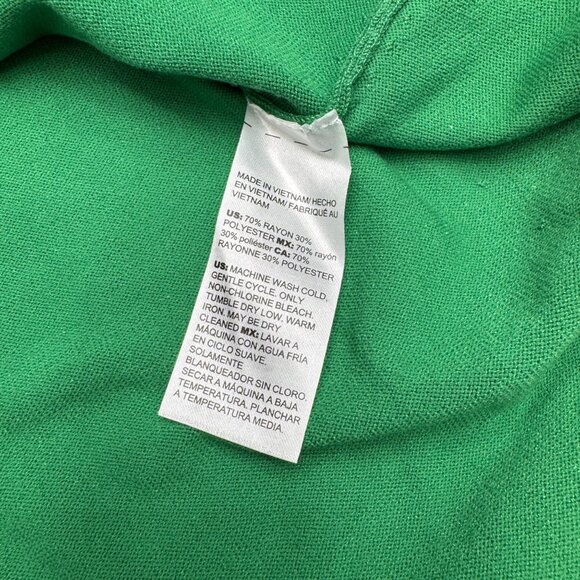 MADE IN VIETNAM/ HECHO
EN VIETNAM/ FABRIQUÉ AU
VIETNAM
US: 70% RAYON 30%
POLYESTER MX: 70% rayón
30% poliéster CA: 70%
RAYONNE 30% POLYESTER
US: MACHINE WASH COLD,
GENTLE CYCLE. ONLY
NON-CHLORINE BLEACH.
TUMBLE DRY LOW. WARM
IRON. MAY BE DRY
CLEANED MX: LAVAR A
MÁQUINA CON AGUA FRÍA
EN CICLO SUAVE.
SOLAMENTE
BLANQUEADOR SIN CLORO.
SECAR A MÁQUINA A BAJA
TEMPERATURA. PLANCHAR
A TEMPERATURA MEDIA.